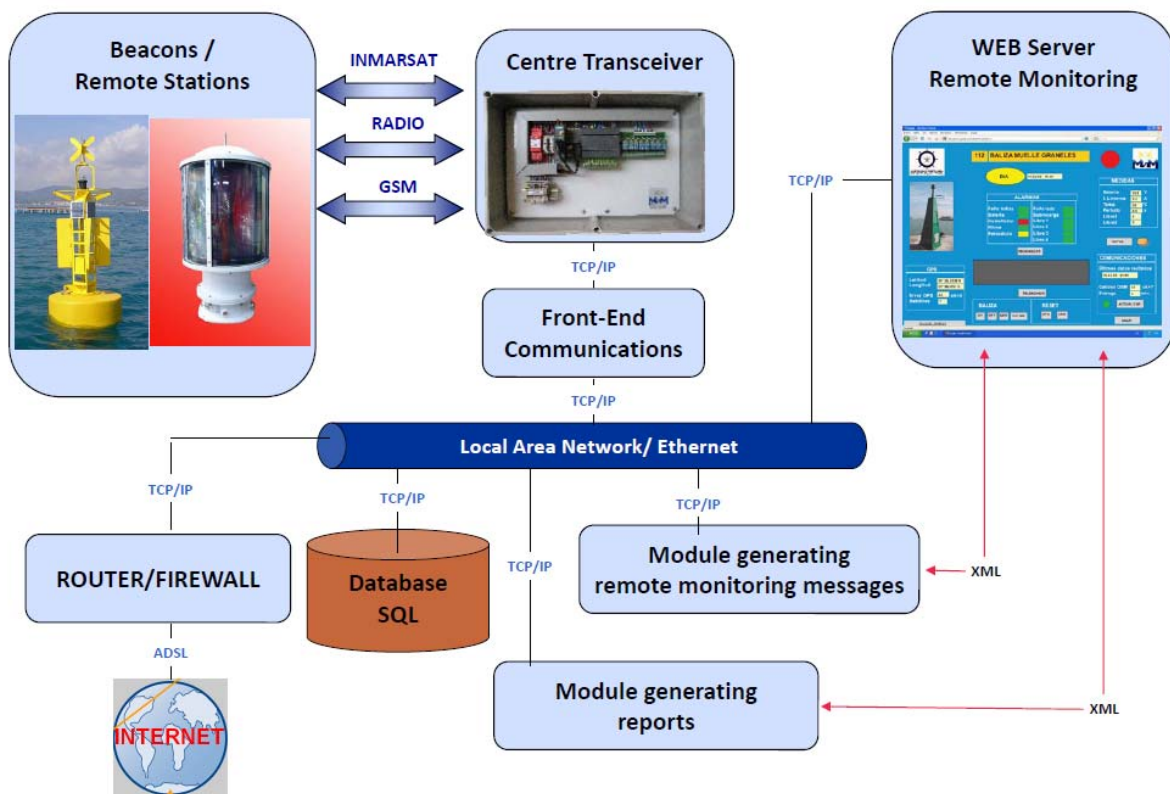 Beacons /
Remote Stations
INMARSAT
RADIO
GSM
Centre Transceiver
WEB Server
Remote Monitoring
112 BALIZA MUELLE GRANELES
DIA
ALARMAS
MEDIDAS
GPS
COMUNICACIONES
BALIZA
RESET
TCP/IP
TCP/IP
Front-End
Communications
TCP/IP
Local Area Network/ Ethernet
TCP/IP
TCP/IP
TCP/IP
TCP/IP
ROUTER/FIREWALL
Database
SQL
Module generating
remote monitoring messages
XML
ADSL
INTERNET
Module generating
reports
XML